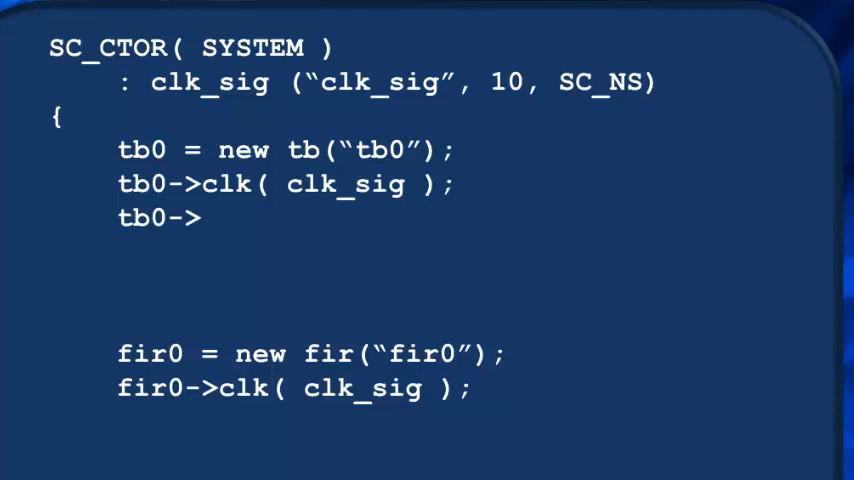 SC_CTOR( SYSTEM )
: clk_sig (“clk_sig”, 10, SC_NS)
{
tb0 = new tb(“tb0”);
tb0->clk( clk_sig );
tb0->
fir0 = new fir(“fir0”);
fir0->clk( clk_sig );